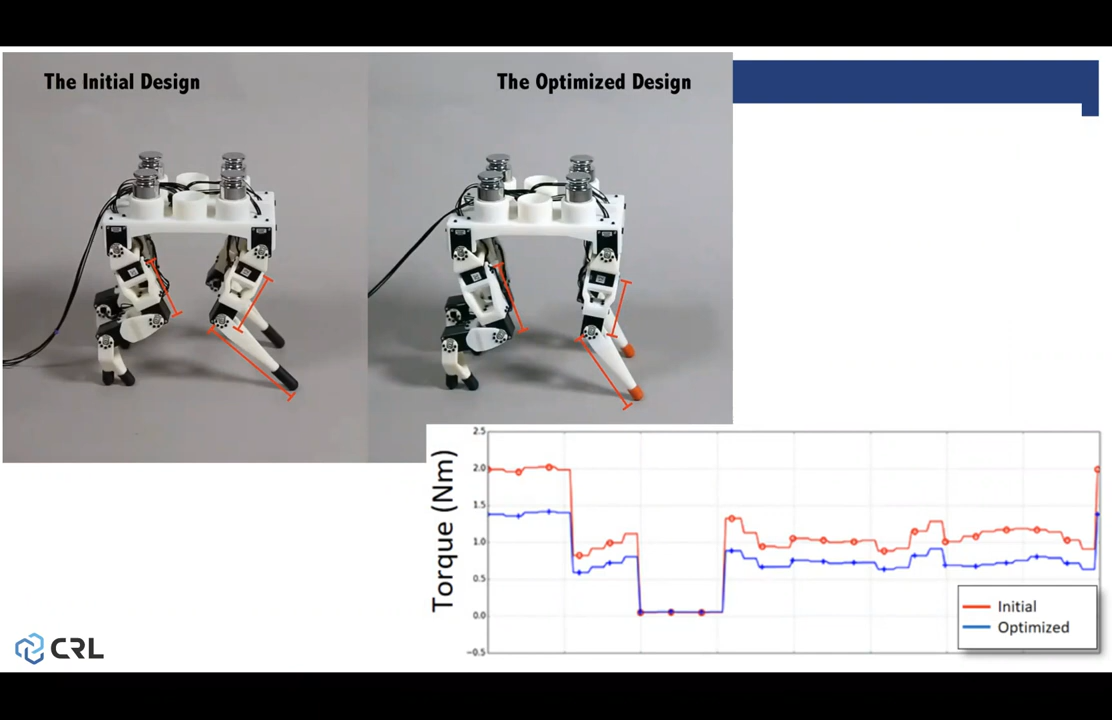 The Initial Design
The Optimized Design
2.5
2.0
1.5
1.0
0.5
0.0
−0.5
Torque (Nm)
Initial
Optimized
CRL